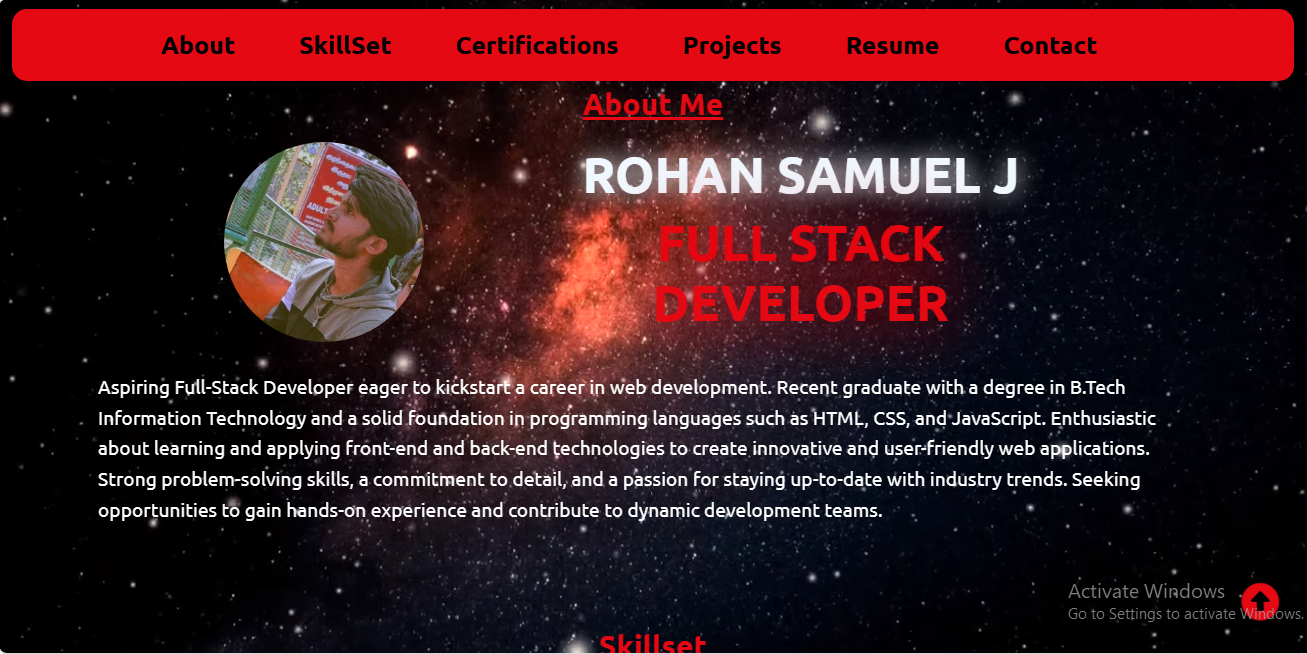 About SkillSet Certifications Projects Resume Contact
About Me
ADULT
ROHAN SAMUEL J
FULL STACK
DEVELOPER
Aspiring Full-Stack Developer eager to kickstart a career in web development. Recent graduate with a degree in B.Tech
Information Technology and a solid foundation in programming languages such as HTML, CSS, and JavaScript. Enthusiastic
about learning and applying front-end and back-end technologies to create innovative and user-friendly web applications.
Strong problem-solving skills, a commitment to detail, and a passion for staying up-to-date with industry trends. Seeking
opportunities to gain hands-on experience and contribute to dynamic development teams.
Activate Windows
Go to Settings to activate Windows.
Skillset